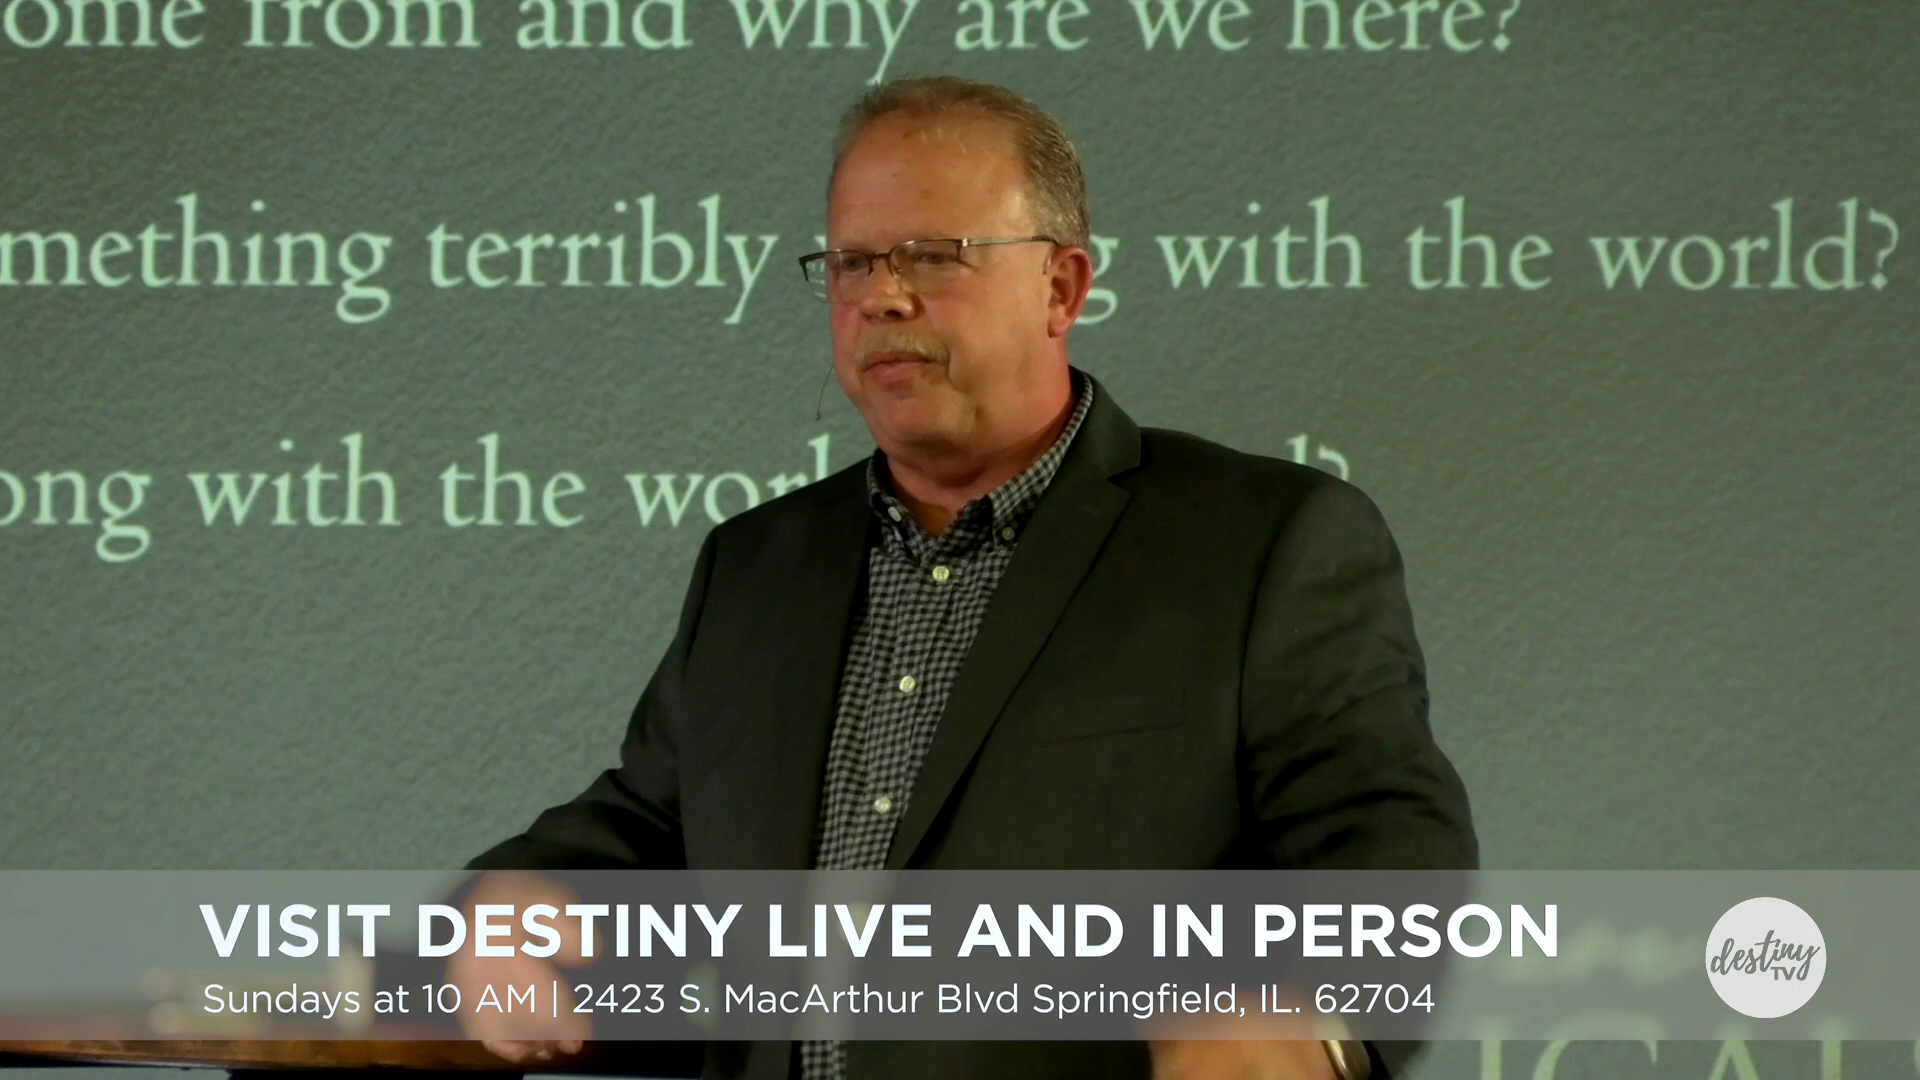 ome from and why are we here?
mething terribly g with the world?
ong with the worl d?
VISIT DESTINY LIVE AND IN PERSON
Sundays at 10 AM | 2423 S. MacArthur Blvd Springfield, IL. 62704
destiny
TV